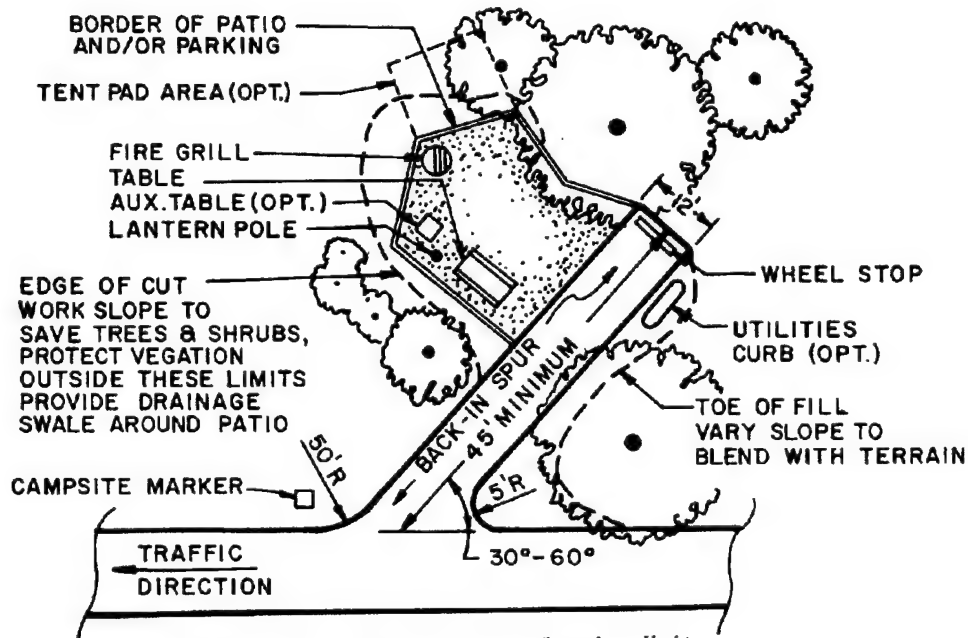 BORDER OF PATIO
AND/OR PARKING
TENT PAD AREA (OPT.)
FIRE GRILL
TABLE
AUX. TABLE (OPT.)
LANTERN POLE
EDGE OF CUT
WORK SLOPE TO
SAVE TREES & SHRUBS,
PROTECT VEGATION
OUTSIDE THESE LIMITS
PROVIDE DRAINAGE
SWALE AROUND PATIO
12'
WHEEL STOP
UTILITIES
CURB (OPT.)
TOE OF FILL
VARY SLOPE TO
BLEND WITH TERRAIN
BACK-IN SPUR
45' MINIMUM
50'R
5'R
30°-60°
CAMPSITE MARKER
TRAFFIC
DIRECTION